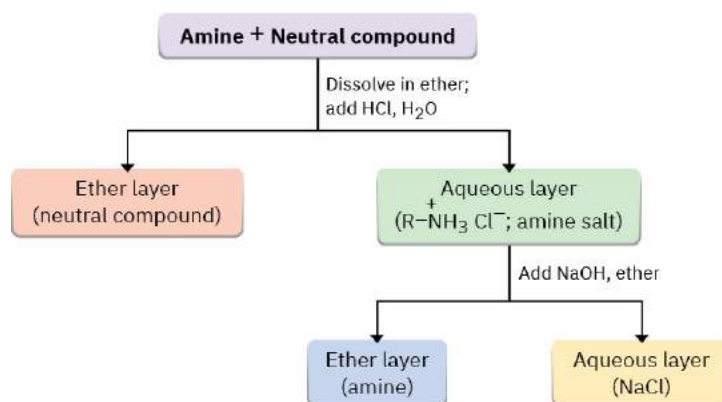 Amine + Neutral compound
Dissolve in ether;
add HCl, H₂O
Ether layer
(neutral compound)
Aqueous layer
(R–N⁺H₃ Cl⁻; amine salt)
Add NaOH, ether
Ether layer
(amine)
Aqueous layer
(NaCl)